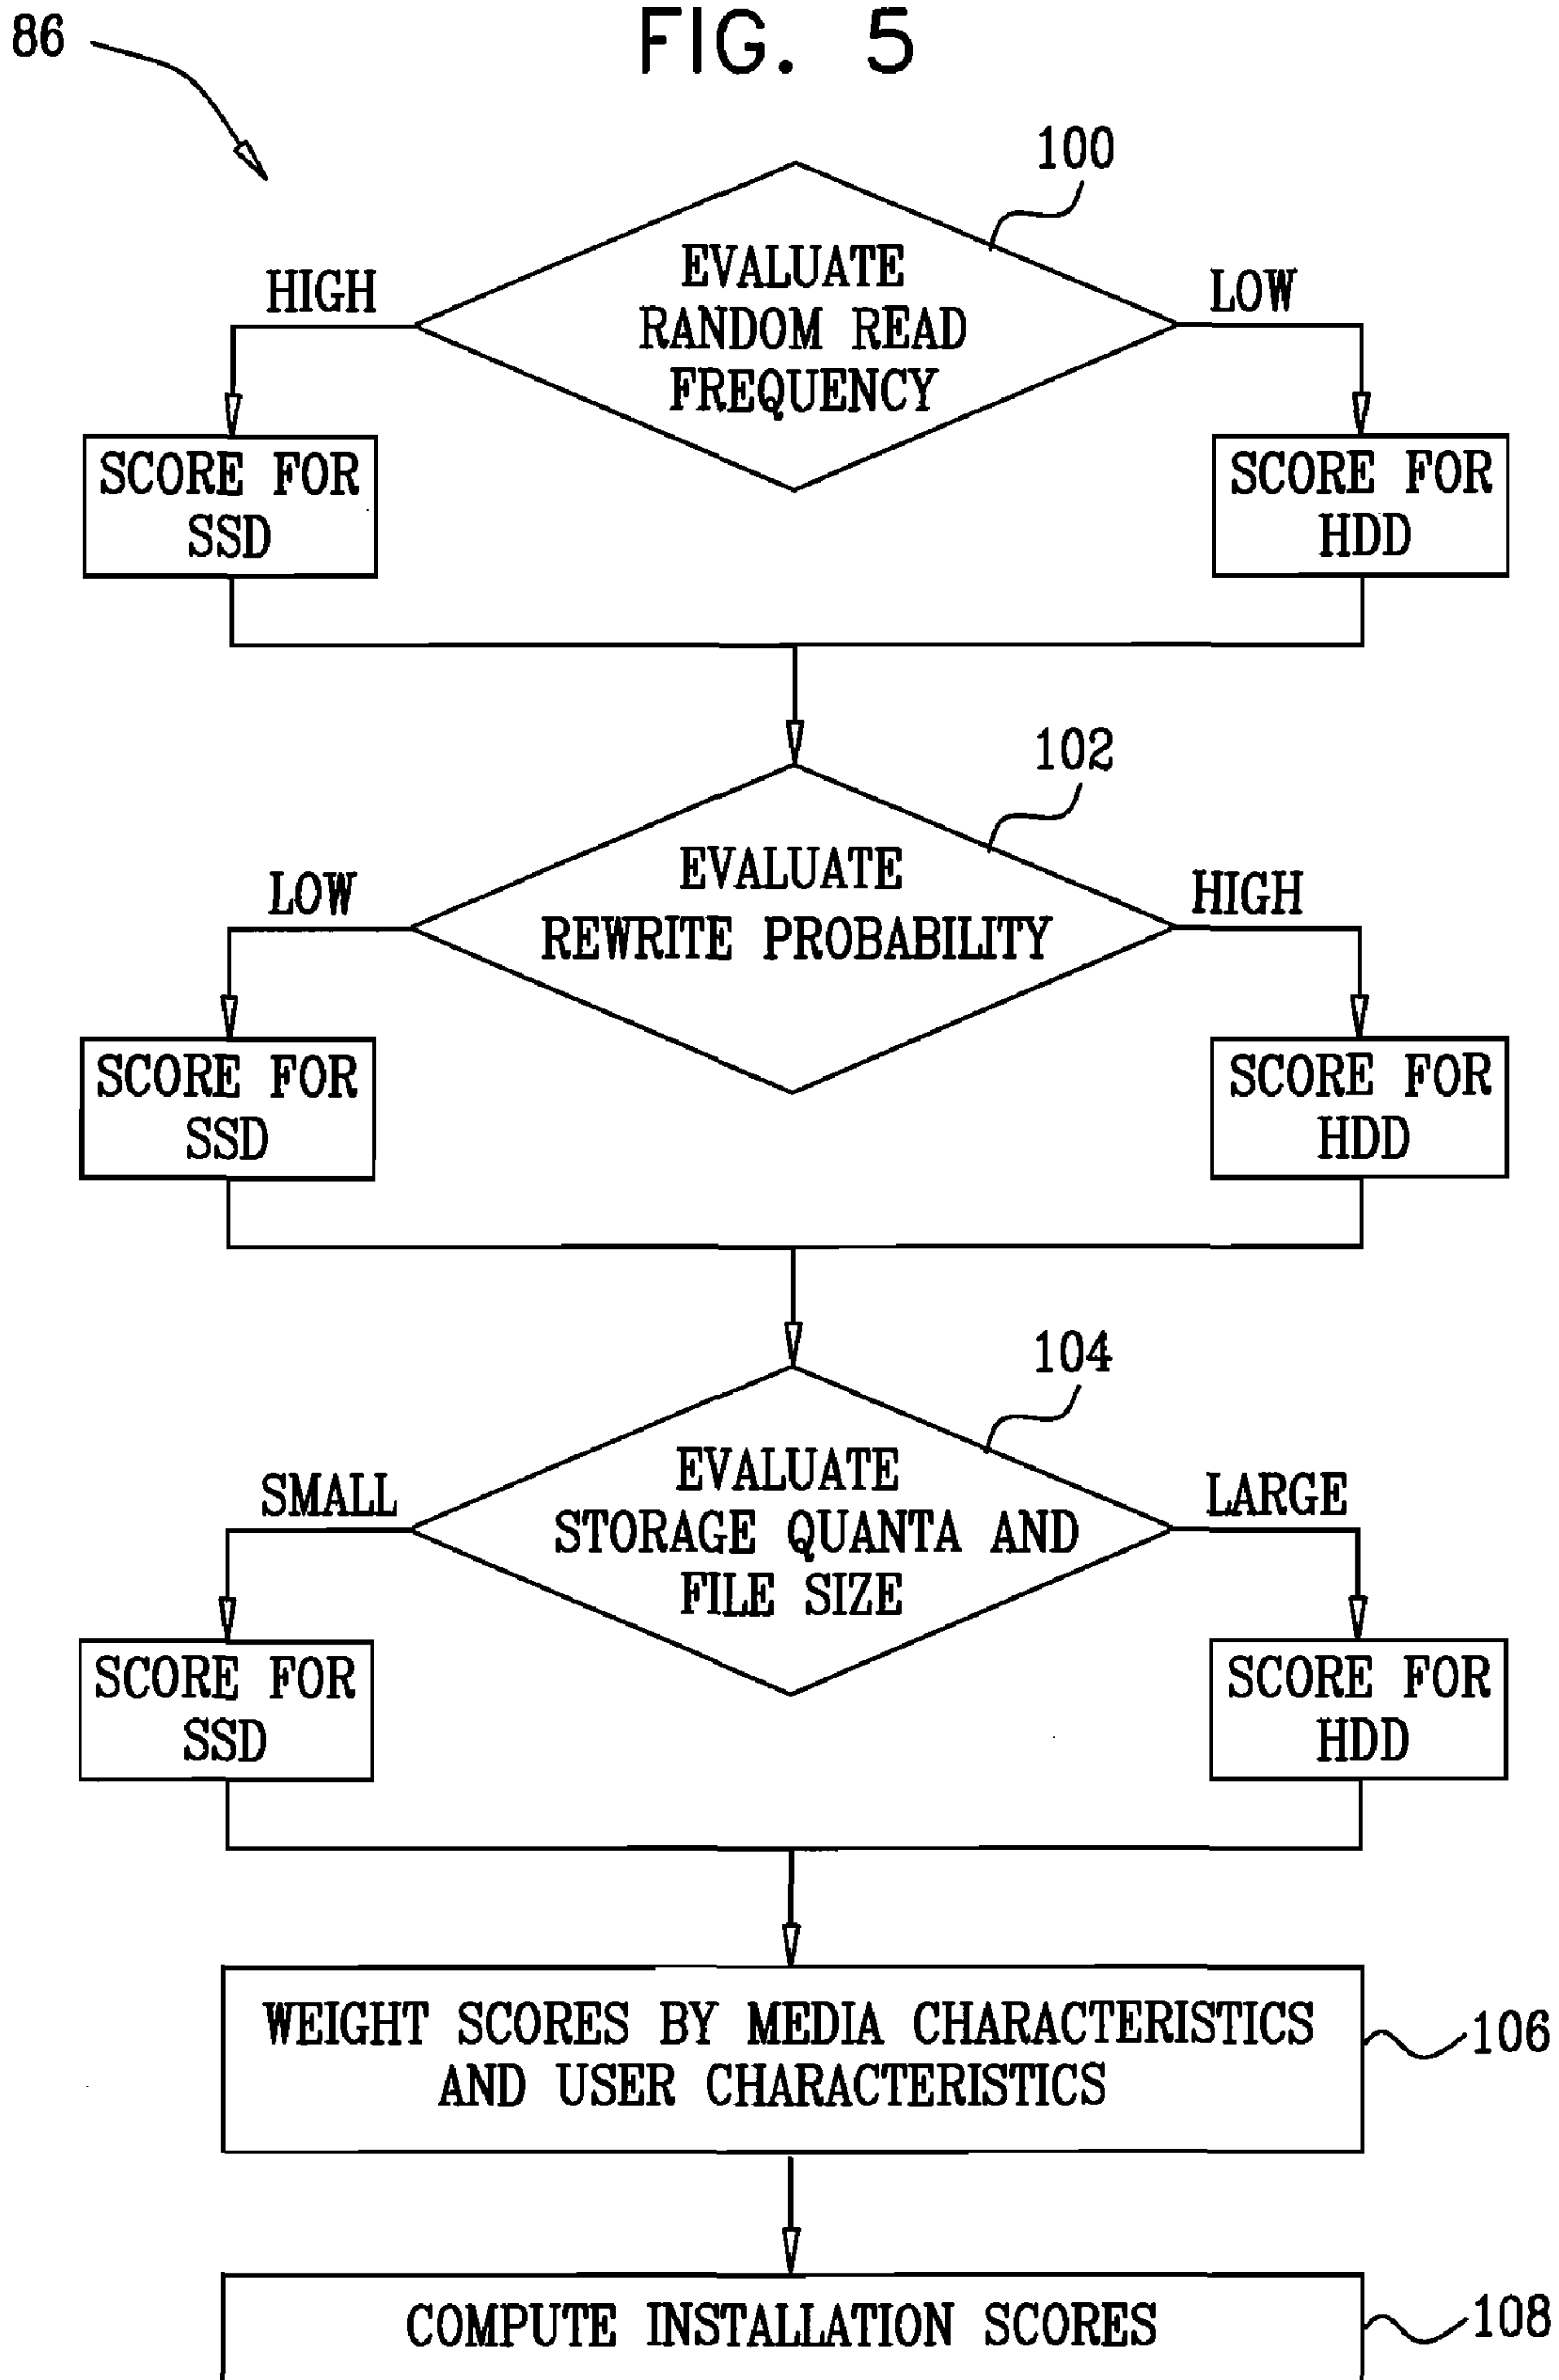 86
FIG. 5
100
EVALUATE
RANDOM READ
FREQUENCY
HIGH
LOW
SCORE FOR
SSD
SCORE FOR
HDD
102
EVALUATE
REWRITE PROBABILITY
LOW
HIGH
SCORE FOR
SSD
SCORE FOR
HDD
104
EVALUATE
STORAGE QUANTA AND
FILE SIZE
SMALL
LARGE
SCORE FOR
SSD
SCORE FOR
HDD
WEIGHT SCORES BY MEDIA CHARACTERISTICS
AND USER CHARACTERISTICS
106
COMPUTE INSTALLATION SCORES
108